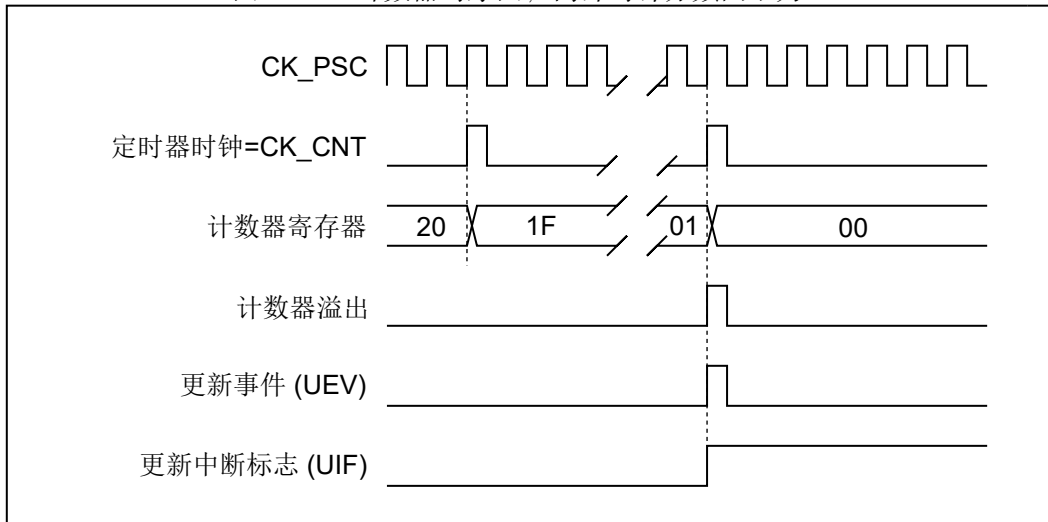 CK_PSC
定时器时钟=CK_CNT
计数器寄存器 20 1F 01 00
计数器溢出
更新事件 (UEV)
更新中断标志 (UIF)